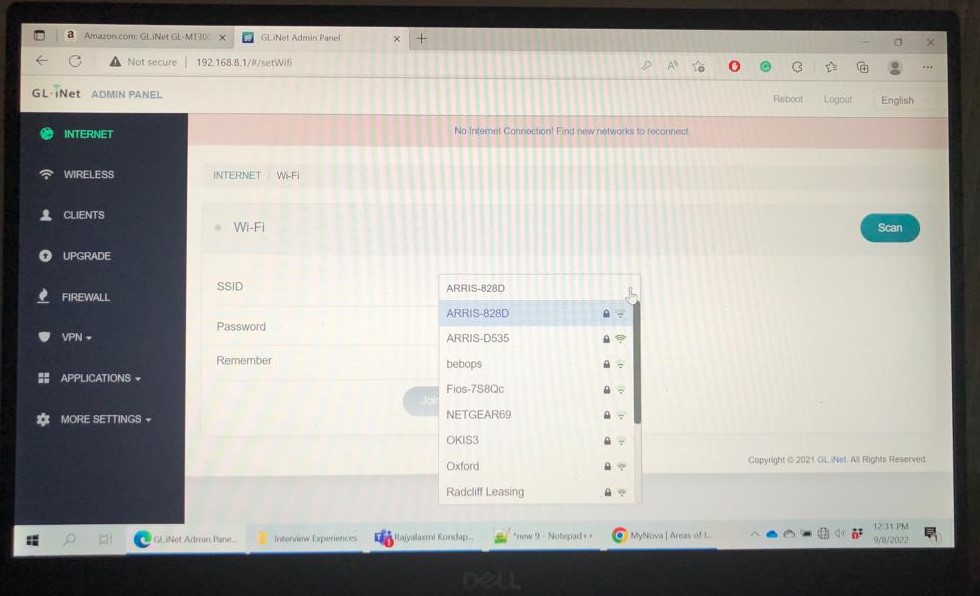 Amazon.com: GL.iNet GL-MT300
GL.iNet Admin Panel
Not secure
192.168.8.1/#/setWifi
GL·iNet ADMIN PANEL
Reboot
Logout
English
INTERNET
WIRELESS
CLIENTS
UPGRADE
FIREWALL
VPN
APPLICATIONS
MORE SETTINGS
No Internet Connection! Find new networks to reconnect.
INTERNET / Wi-Fi
Wi-Fi
Scan
SSID
ARRIS-828D
Password
Remember
Join
ARRIS-828D
ARRIS-D535
bebops
Fios-7S8Qc
NETGEAR69
OKIS3
Oxford
Radcliff Leasing
Copyright © 2021 GL.iNet. All Rights Reserved.
GL.iNet Admin Pane...
Interview Experiences
Rajyalaxmi Kondap...
*new 9 - Notepad++
MyNova | Areas of I...
12:31 PM
9/8/2022
DELL